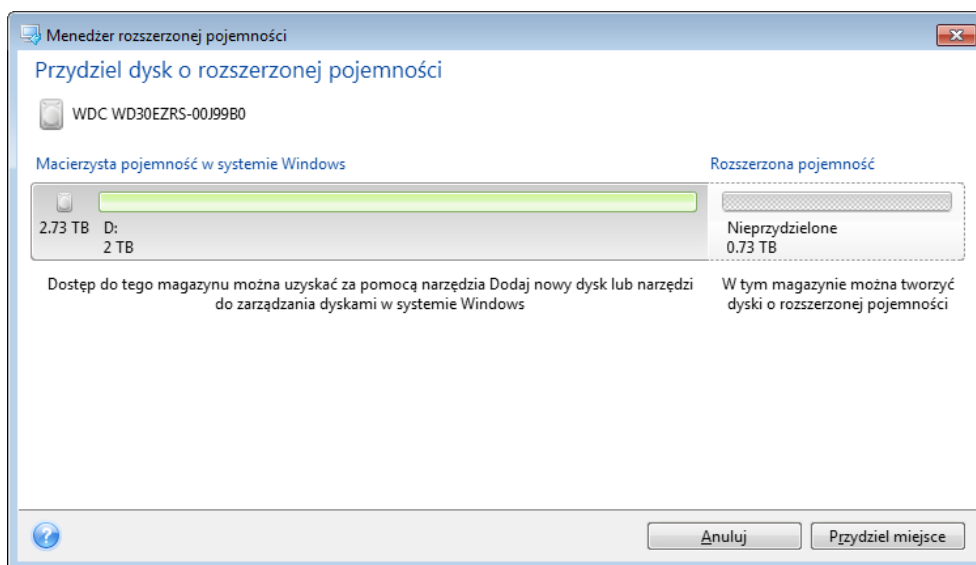 Menedżer rozszerzonej pojemności
Przydziel dysk o rozszerzonej pojemności
WDC WD30EZRS-00J99B0
Macierzysta pojemność w systemie Windows
Rozszerzona pojemność
2.73 TB
D:
2 TB
Nieprzydzielone
0.73 TB
Dostęp do tego magazynu można uzyskać za pomocą narzędzia Dodaj nowy dysk lub narzędzi
do zarządzania dyskami w systemie Windows
W tym magazynie można tworzyć
dyski o rozszerzonej pojemności
?
Anuluj
Przydziel miejsce